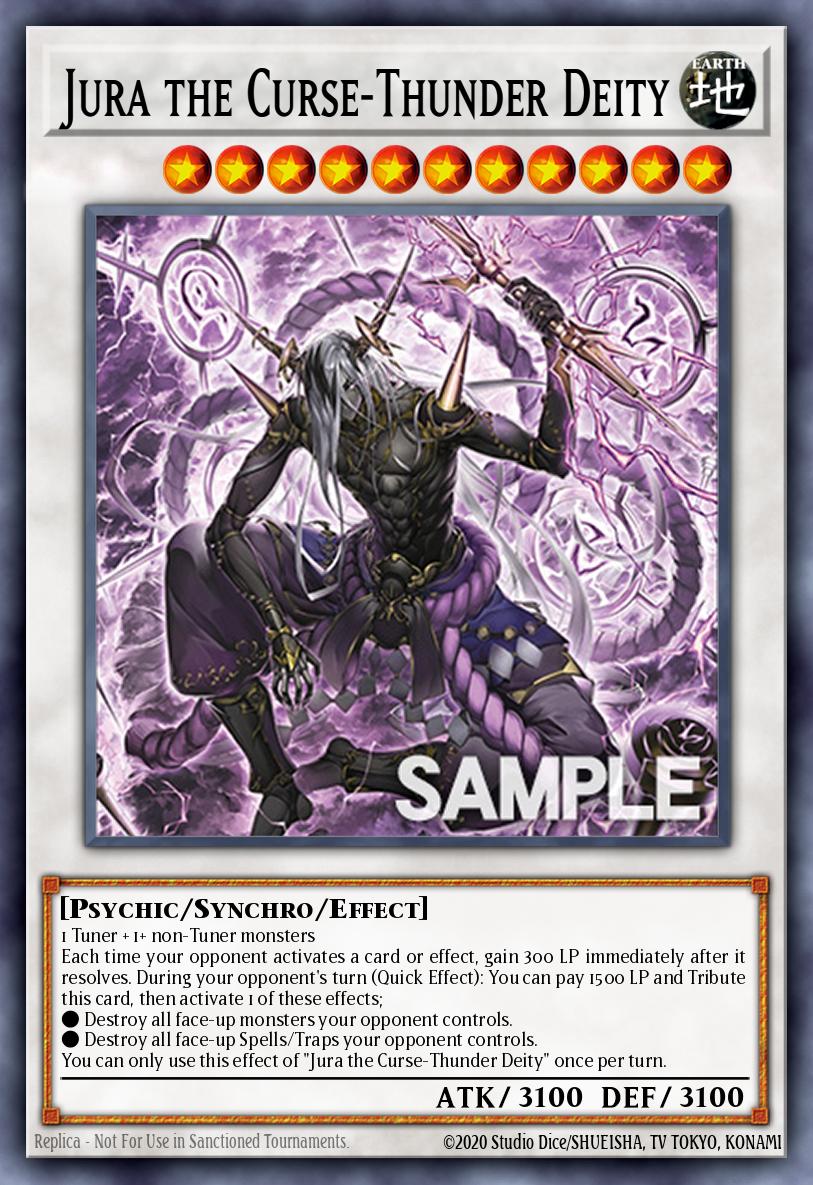 Jura the Curse-Thunder Deity
EARTH
地
SAMPLE
[Psychic/Synchro/Effect]
1 Tuner + 1+ non-Tuner monsters
Each time your opponent activates a card or effect, gain 300 LP immediately after it
resolves. During your opponent's turn (Quick Effect): You can pay 1500 LP and Tribute
this card, then activate 1 of these effects;
● Destroy all face-up monsters your opponent controls.
● Destroy all face-up Spells/Traps your opponent controls.
You can only use this effect of "Jura the Curse-Thunder Deity" once per turn.
ATK/ 3100 DEF/ 3100
Replica - Not For Use in Sanctioned Tournaments.
©2020 Studio Dice/SHUEISHA, TV TOKYO, KONAMI